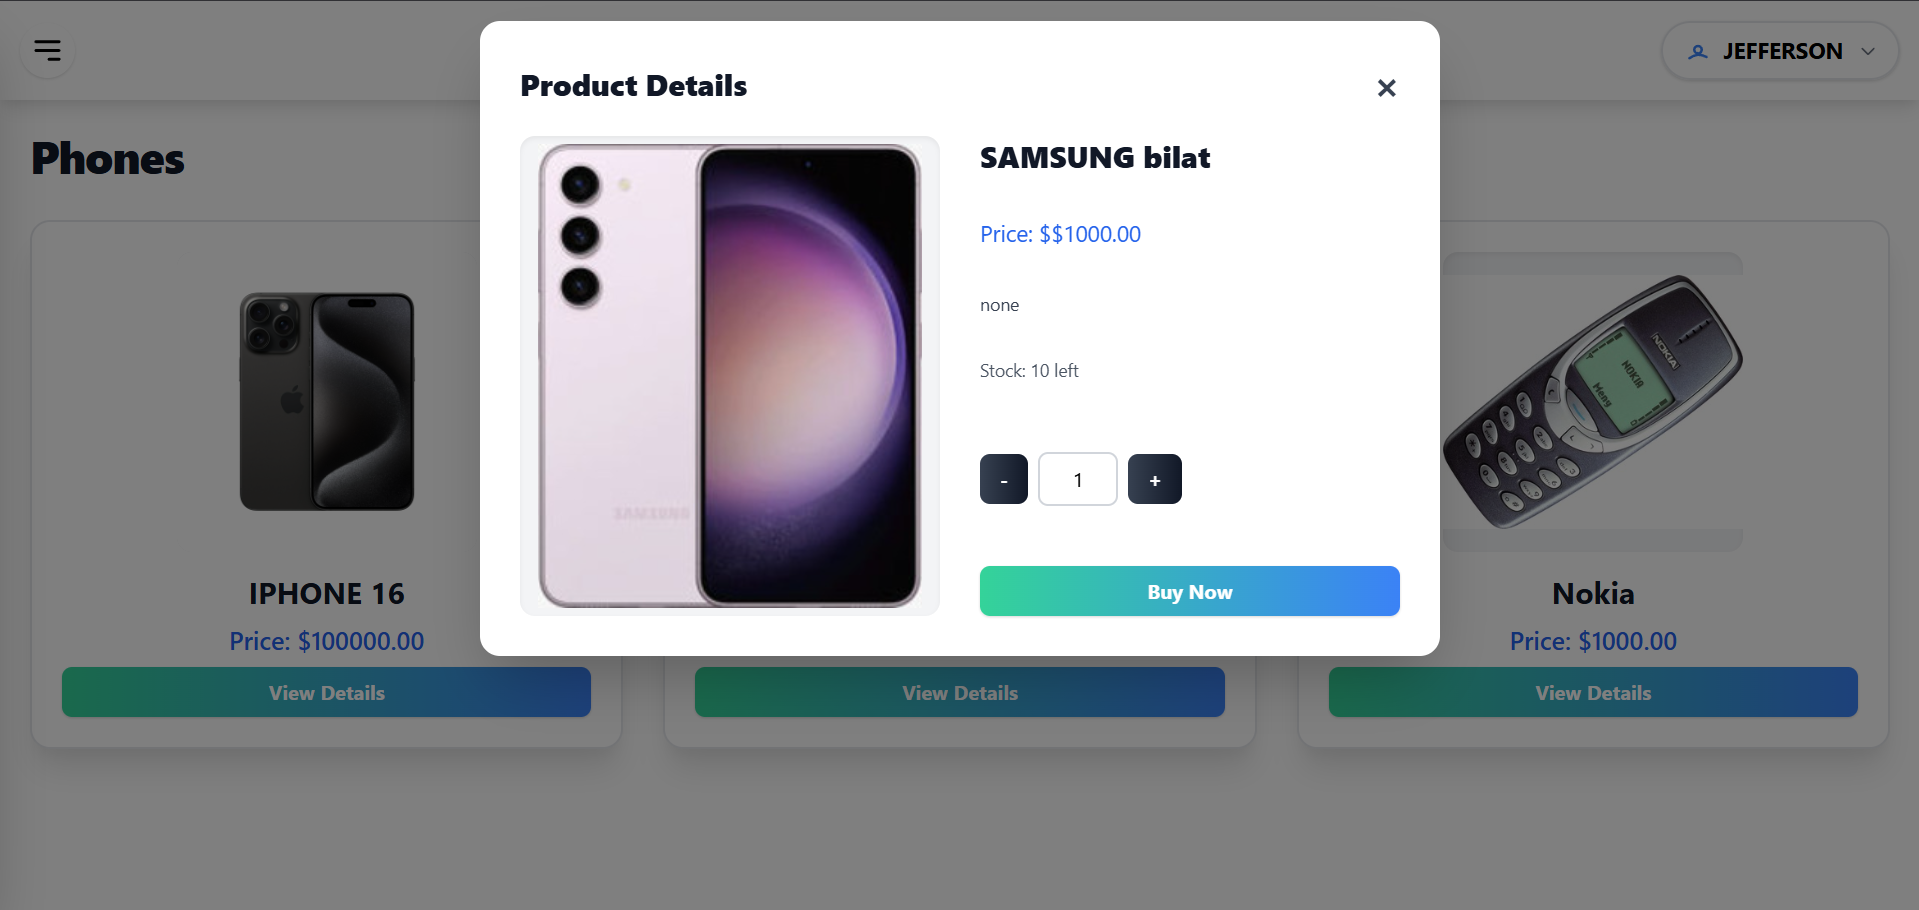 JEFFERSON
Phones
Product Details
×
SAMSUNG bilat
Price: $$1000.00
none
Stock: 10 left
- 1 +
Buy Now
SAMSUNG
NOKIA
NOKIA
Menu
IPHONE 16
Price: $100000.00
View Details
View Details
Nokia
Price: $1000.00
View Details